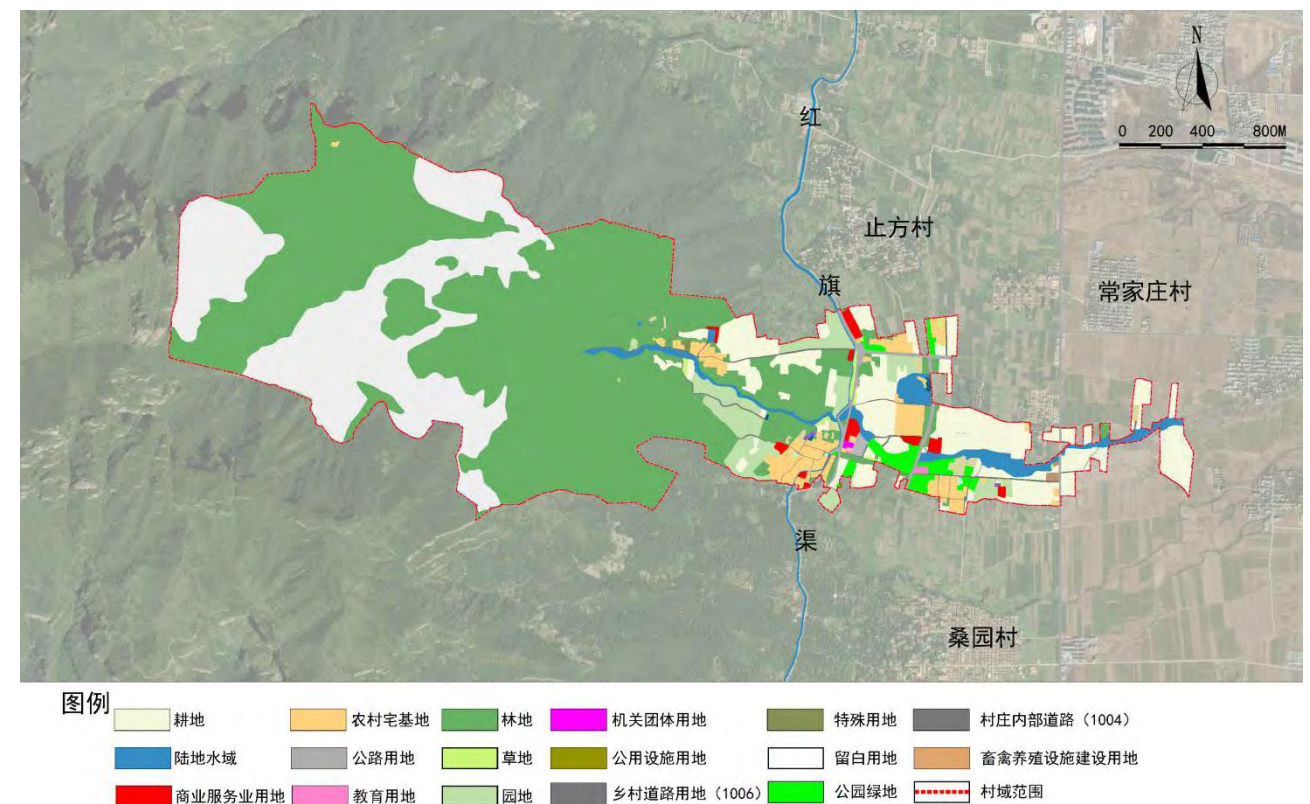 N
0 200 400 800M
红
止方村
旗
常家庄村
渠
桑园村
图例
耕地 农村宅基地 林地 机关团体用地 特殊用地 村庄内部道路（1004）
陆地水域 公路用地 草地 公用设施用地 留白用地 畜禽养殖设施建设用地
商业服务业用地 教育用地 园地 乡村道路用地（1006） 公园绿地 村域范围